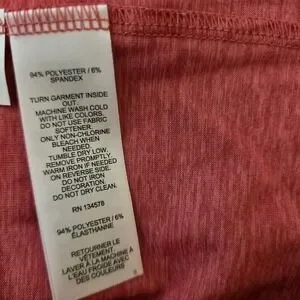 94% POLYESTER / 6%
SPANDEX
TURN GARMENT INSIDE
OUT.
MACHINE WASH COLD
WITH LIKE COLORS.
DO NOT USE FABRIC
SOFTENER.
ONLY NON-CHLORINE
BLEACH WHEN
NEEDED.
TUMBLE DRY LOW.
REMOVE PROMPTLY
WARM IRON IF NEEDED
ON REVERSE SIDE.
DO NOT IRON
DECORATION.
DO NOT DRY CLEAN.
RN 134578
94% POLYESTER / 6%
ÉLASTHANNE
RETOURNER LE
VÊTEMENT.
LAVER À LA MACHINE À
L'EAU FROIDE AVEC
DES COULEURS